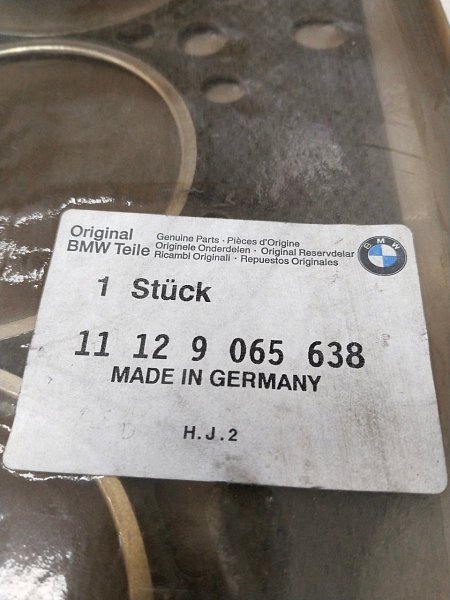 Original
BMW Teile
Genuine Parts · Pièces d'Origine
Originele Onderdelen · Original Reservdelar
Ricambi Originali · Repuestos Originales
BMW
1 Stück
11 12 9 065 638
MADE IN GERMANY
H.J.2